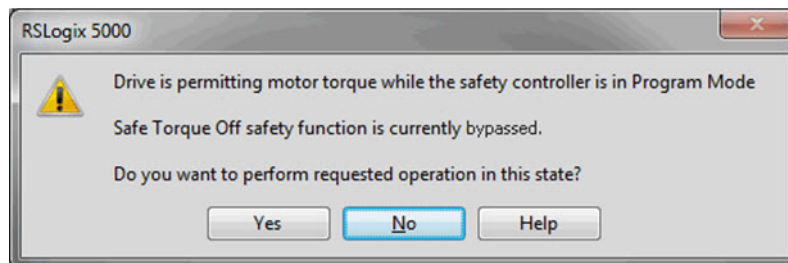 RSLogix 5000
Drive is permitting motor torque while the safety controller is in Program Mode
Safe Torque Off safety function is currently bypassed.
Do you want to perform requested operation in this state?
Yes
No
Help